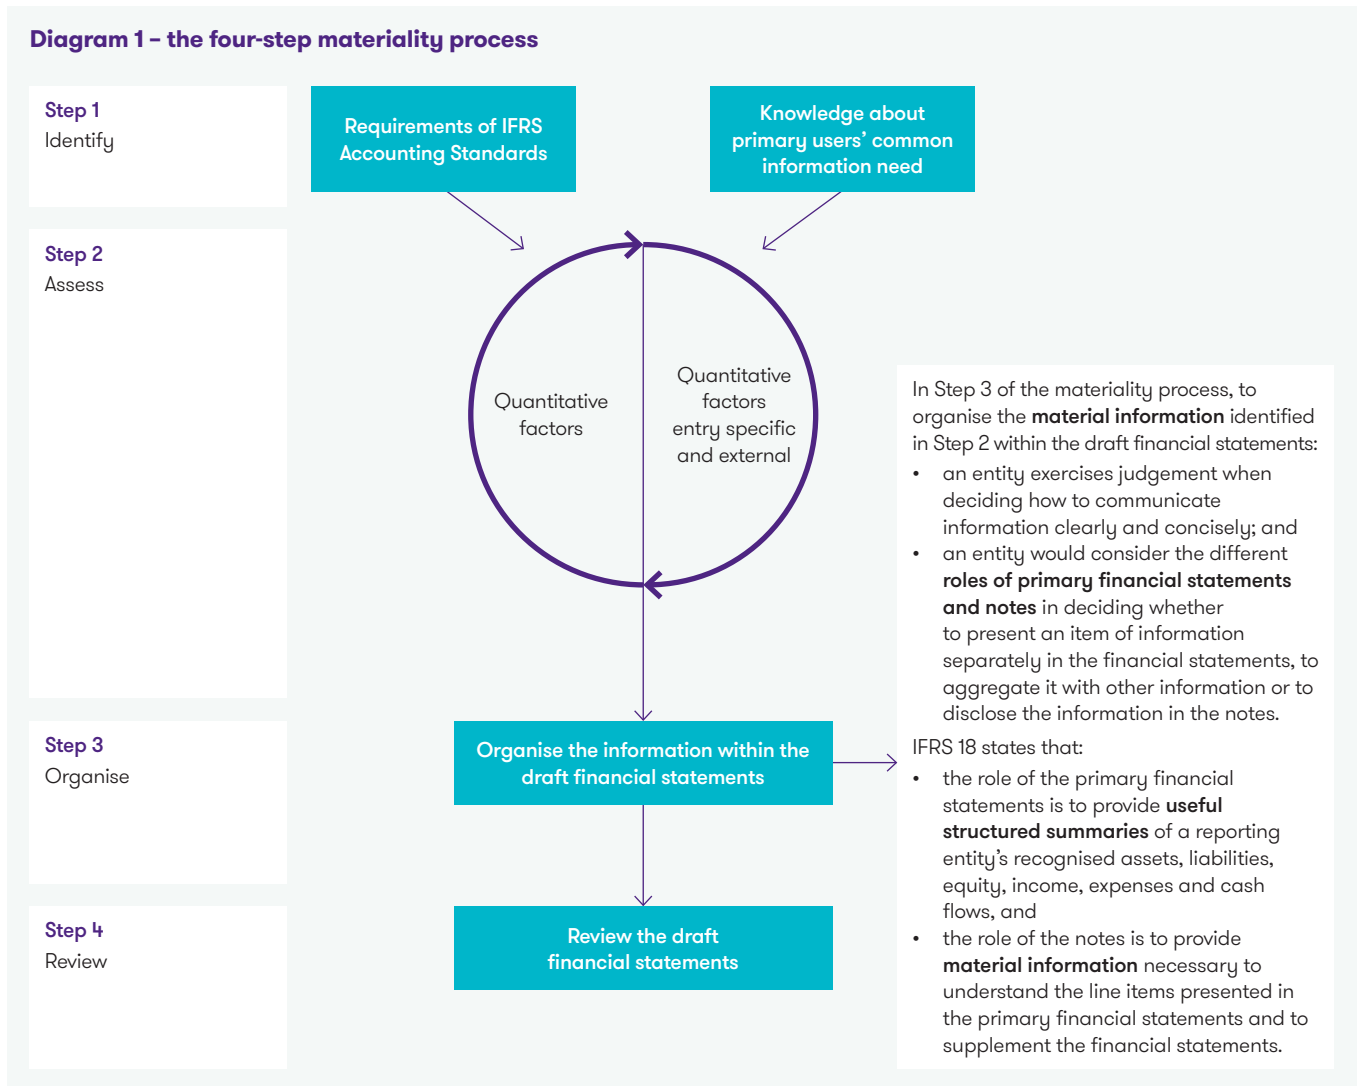 Diagram 1 – the four-step materiality process
Step 1
Identify
Requirements of IFRS
Accounting Standards
Knowledge about
primary users’ common
information need
Step 2
Assess
Quantitative
factors
Quantitative
factors
entry specific
and external
In Step 3 of the materiality process, to
organise the material information identified
in Step 2 within the draft financial statements:
• an entity exercises judgement when
deciding how to communicate
information clearly and concisely; and
• an entity would consider the different
roles of primary financial statements
and notes in deciding whether
to present an item of information
separately in the financial statements, to
aggregate it with other information or to
disclose the information in the notes.
IFRS 18 states that:
• the role of the primary financial
statements is to provide useful
structured summaries of a reporting
entity’s recognised assets, liabilities,
equity, income, expenses and cash
flows, and
• the role of the notes is to provide
material information necessary to
understand the line items presented in
the primary financial statements and to
supplement the financial statements.
Step 3
Organise
Organise the information within the
draft financial statements
Step 4
Review
Review the draft
financial statements